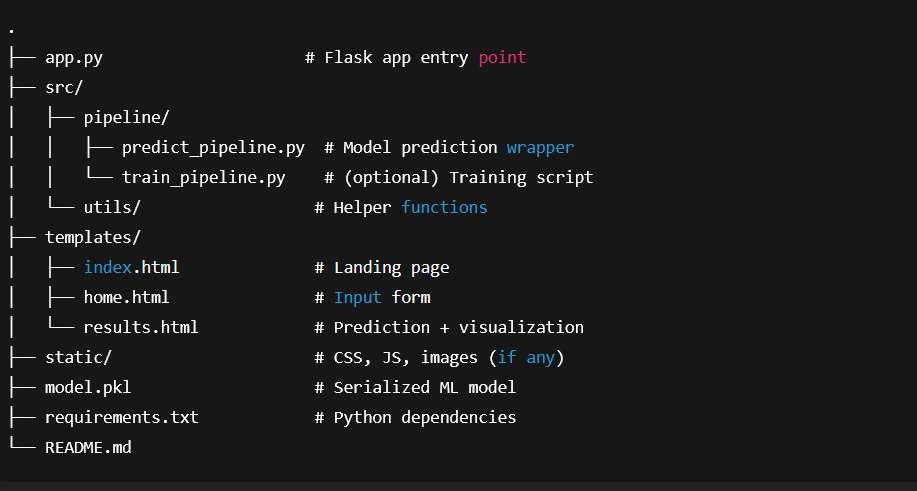 .
├── app.py                     # Flask app entry point
├── src/
│   ├── pipeline/
│   │   ├── predict_pipeline.py  # Model prediction wrapper
│   │   └── train_pipeline.py    # (optional) Training script
│   └── utils/                  # Helper functions
├── templates/
│   ├── index.html              # Landing page
│   ├── home.html               # Input form
│   └── results.html            # Prediction + visualization
├── static/                     # CSS, JS, images (if any)
├── model.pkl                   # Serialized ML model
├── requirements.txt            # Python dependencies
└── README.md